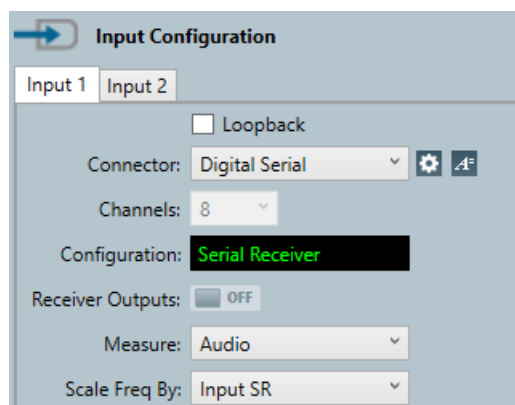 Input Configuration
Input 1 Input 2
Loopback
Connector: Digital Serial
Channels: 8
Configuration: Serial Receiver
Receiver Outputs: OFF
Measure: Audio
Scale Freq By: Input SR